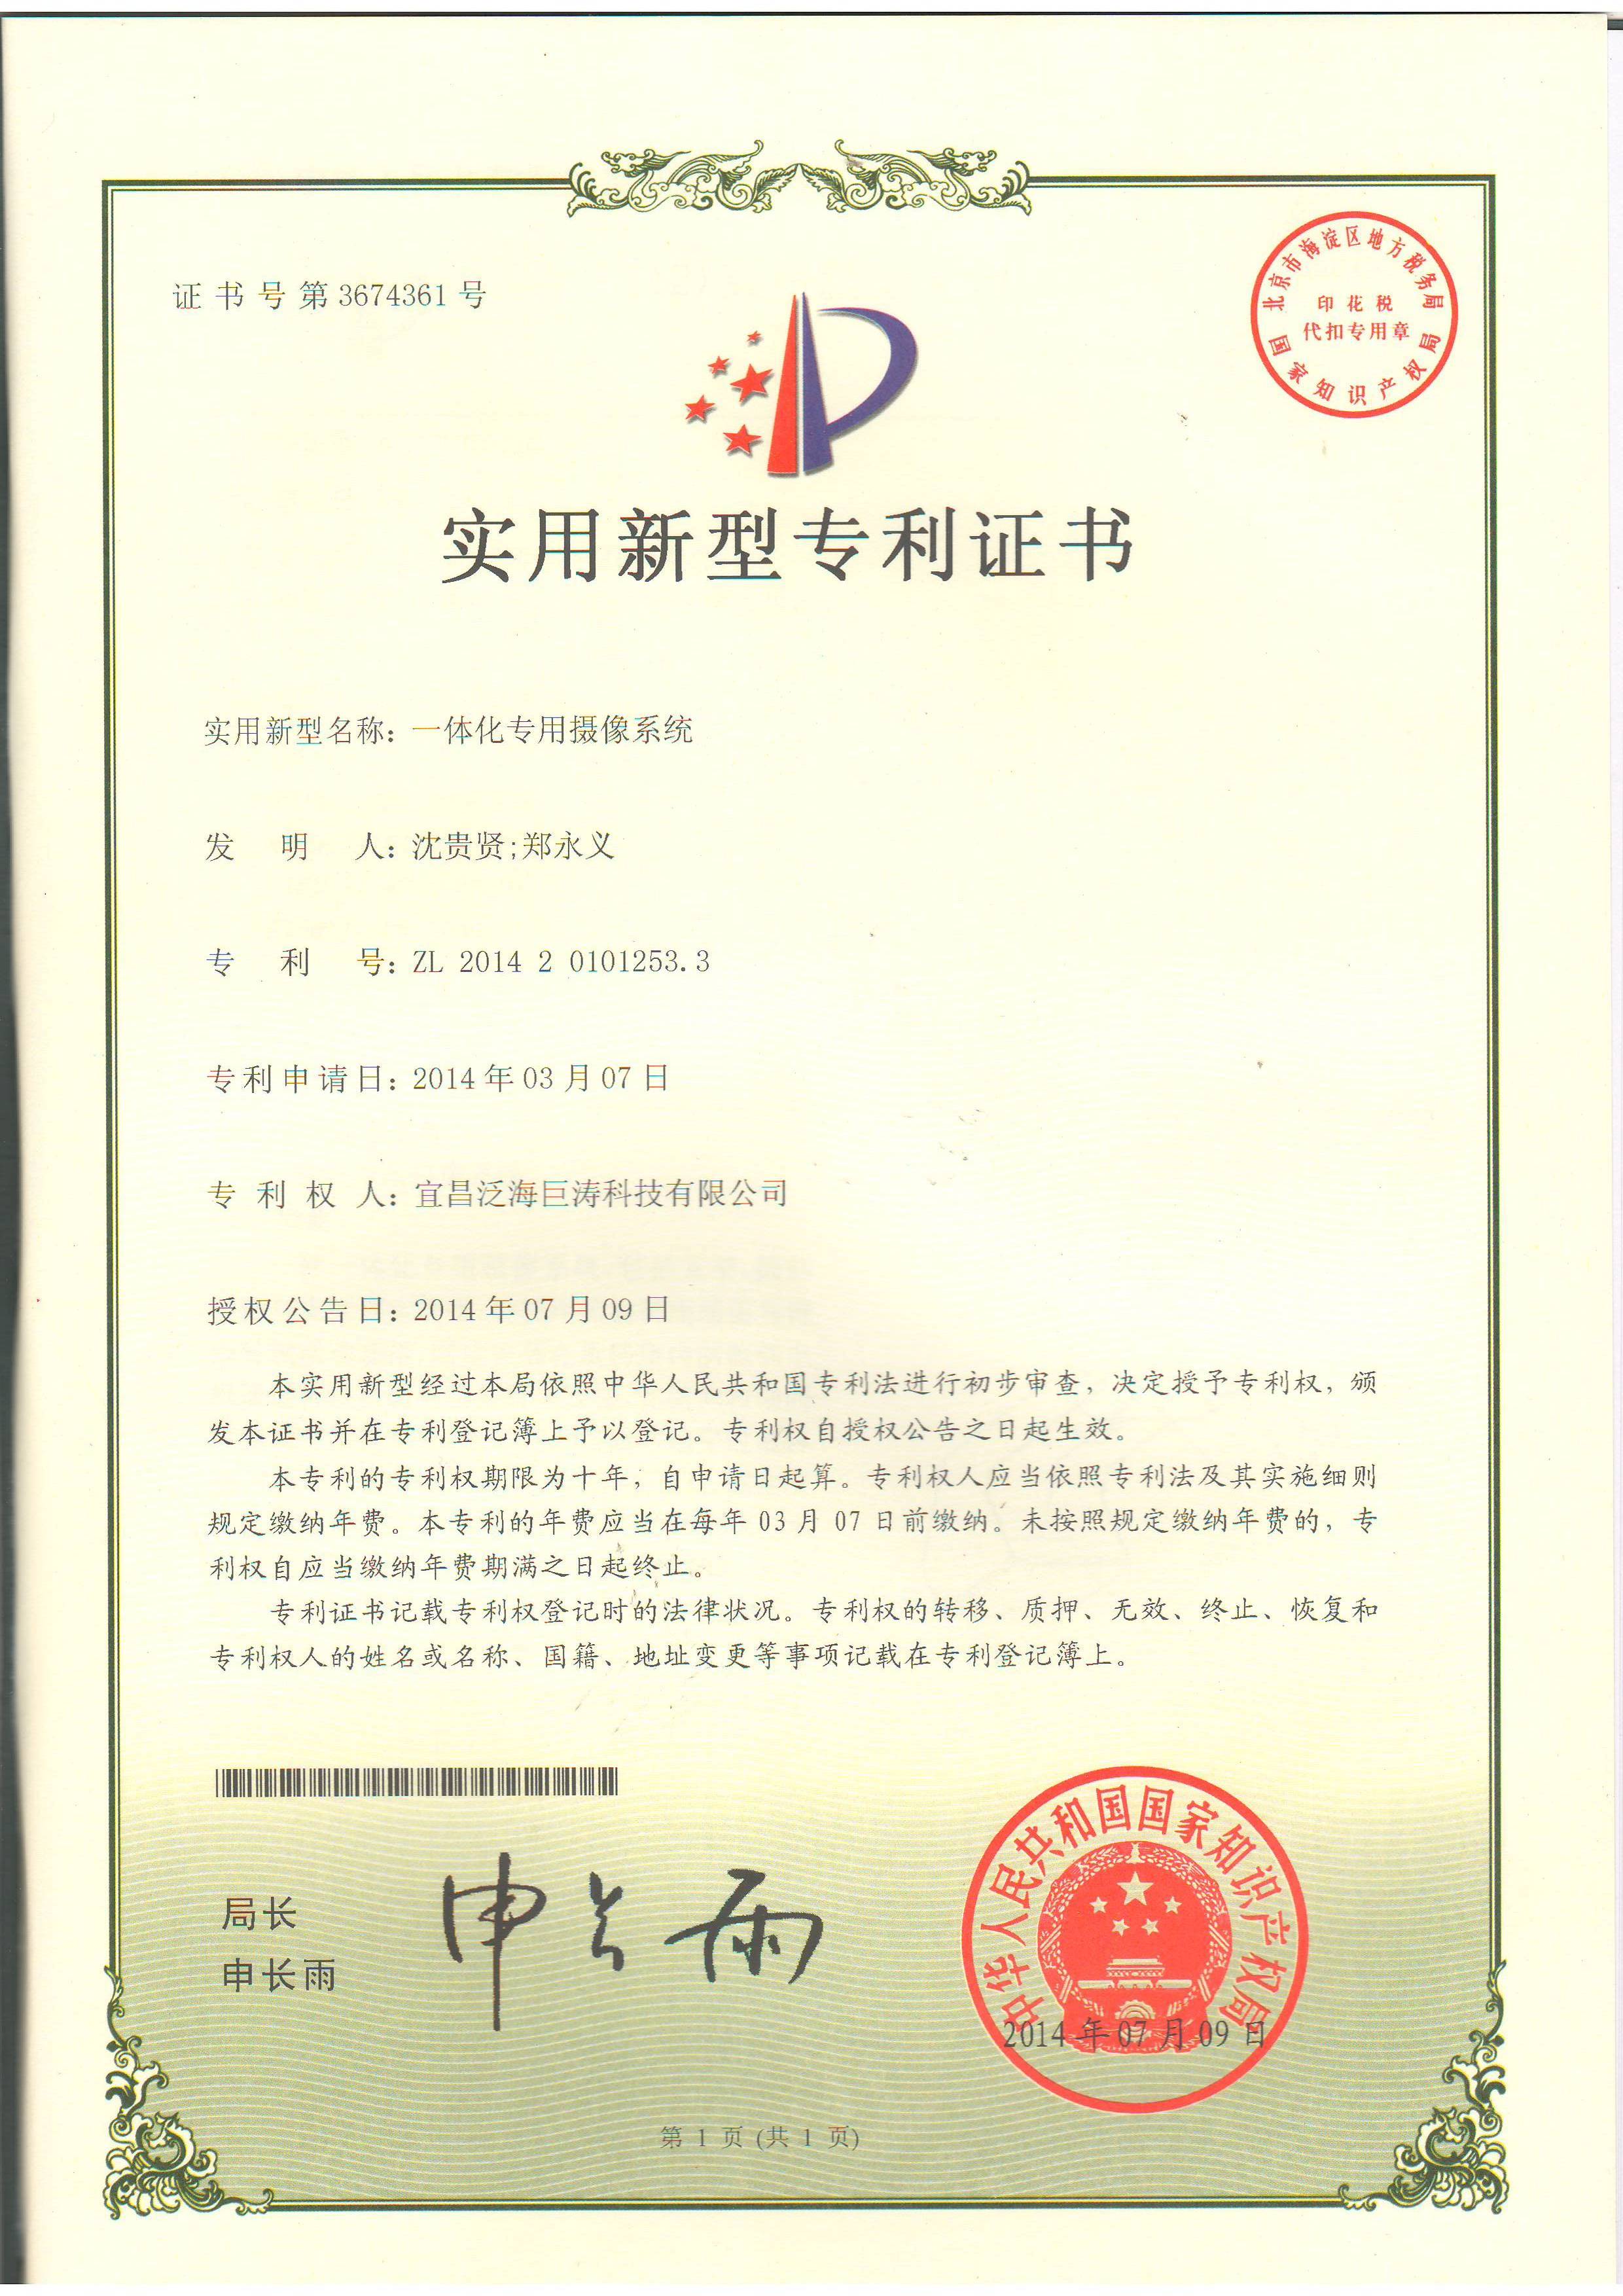 证书号第3674361号
北京市海淀区地方税务局
印花税
代扣专用章
国家知识产权局
实用新型专利证书
实用新型名称：一体化专用摄像系统
发明人：沈贵贤;郑永义
专利号：ZL 2014 2 0101253.3
专利申请日：2014年03月07日
专利权人：宜昌泛海巨涛科技有限公司
授权公告日：2014年07月09日
本实用新型经过本局依照中华人民共和国专利法进行初步审查，决定授予专利权，颁
发本证书并在专利登记簿上予以登记。专利权自授权公告之日起生效。
本专利的专利权期限为十年，自申请日起算。专利权人应当依照专利法及其实施细则
规定缴纳年费。本专利的年费应当在每年03月07日前缴纳。未按照规定缴纳年费的，专
利权自应当缴纳年费期满之日起终止。
专利证书记载专利权登记时的法律状况。专利权的转移、质押、无效、终止、恢复和
专利权人的姓名或名称、国籍、地址变更等事项记载在专利登记簿上。
局长
申长雨
申长雨
中华人民共和国国家知识产权局
2014年07月09日
第1页(共1页)